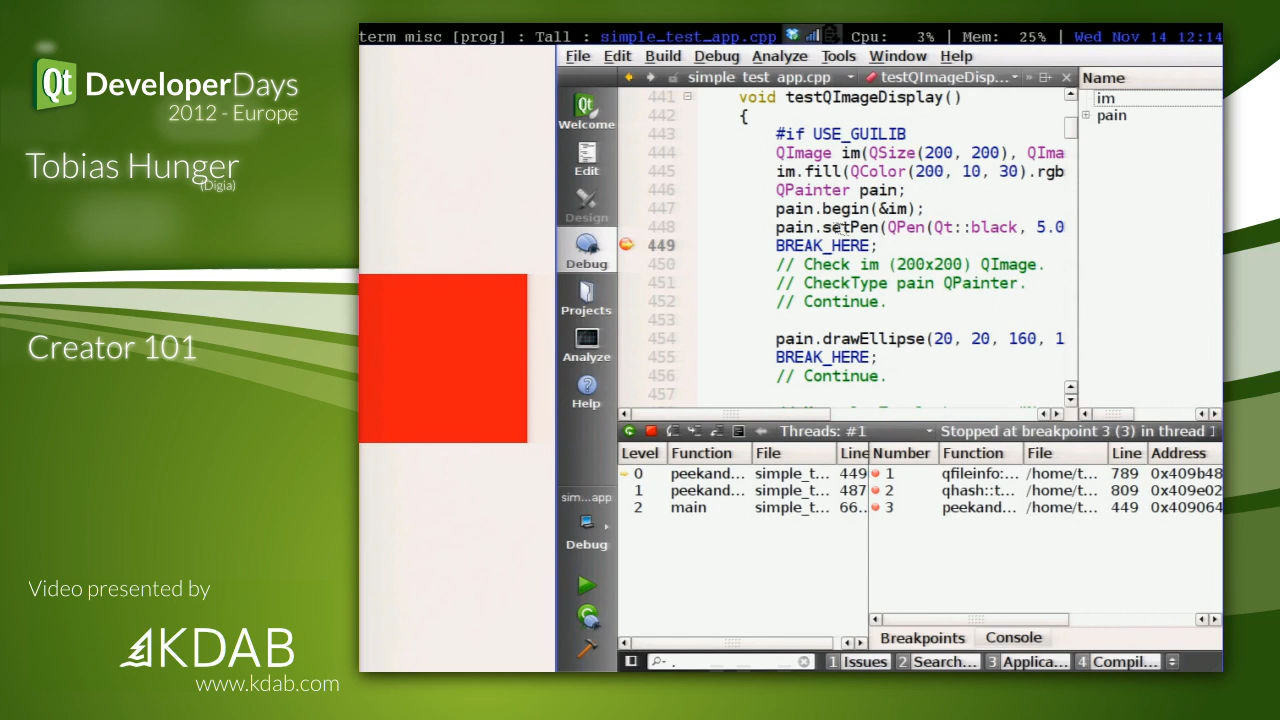 Qt DeveloperDays
2012 - Europe
Tobias Hunger
(Digia)
Creator 101
Video presented by
KDAB
www.kdab.com
term misc [prog] : Tall : simple_test_app.cpp Cpu: 3% | Mem: 25% | Wed Nov 14 12:14
File Edit Build Debug Analyze Tools Window Help
simple_test_app.cpp testQImageDisp...
Name
im
pain
Qt
Welcome
Edit
Design
Debug
Projects
Analyze
Help
sim...app
Debug
441 void testQImageDisplay()
442 {
443 #if USE_GUILIB
444 QImage im(QSize(200, 200), QIma
445 im.fill(QColor(200, 10, 30).rgb
446 QPainter pain;
447 pain.begin(&im);
448 pain.setPen(QPen(Qt::black, 5.0
449 BREAK_HERE;
450 // Check im (200x200) QImage.
451 // CheckType pain QPainter.
452 // Continue.
453
454 pain.drawEllipse(20, 20, 160, 1
455 BREAK_HERE;
456 // Continue.
457
Threads: #1 Stopped at breakpoint 3 (3) in thread 1
Level Function File Line
0 peekand... simple_t... 449
1 peekand... simple_t... 487
2 main simple_t... 66..
Number Function File Line Address
1 qfileinfo:... /home/t... 789 0x409b48
2 qhash::t... /home/t... 809 0x409e02
3 peekand... /home/t... 449 0x409064
Breakpoints Console
1 Issues 2 Search... 3 Applica... 4 Compil...